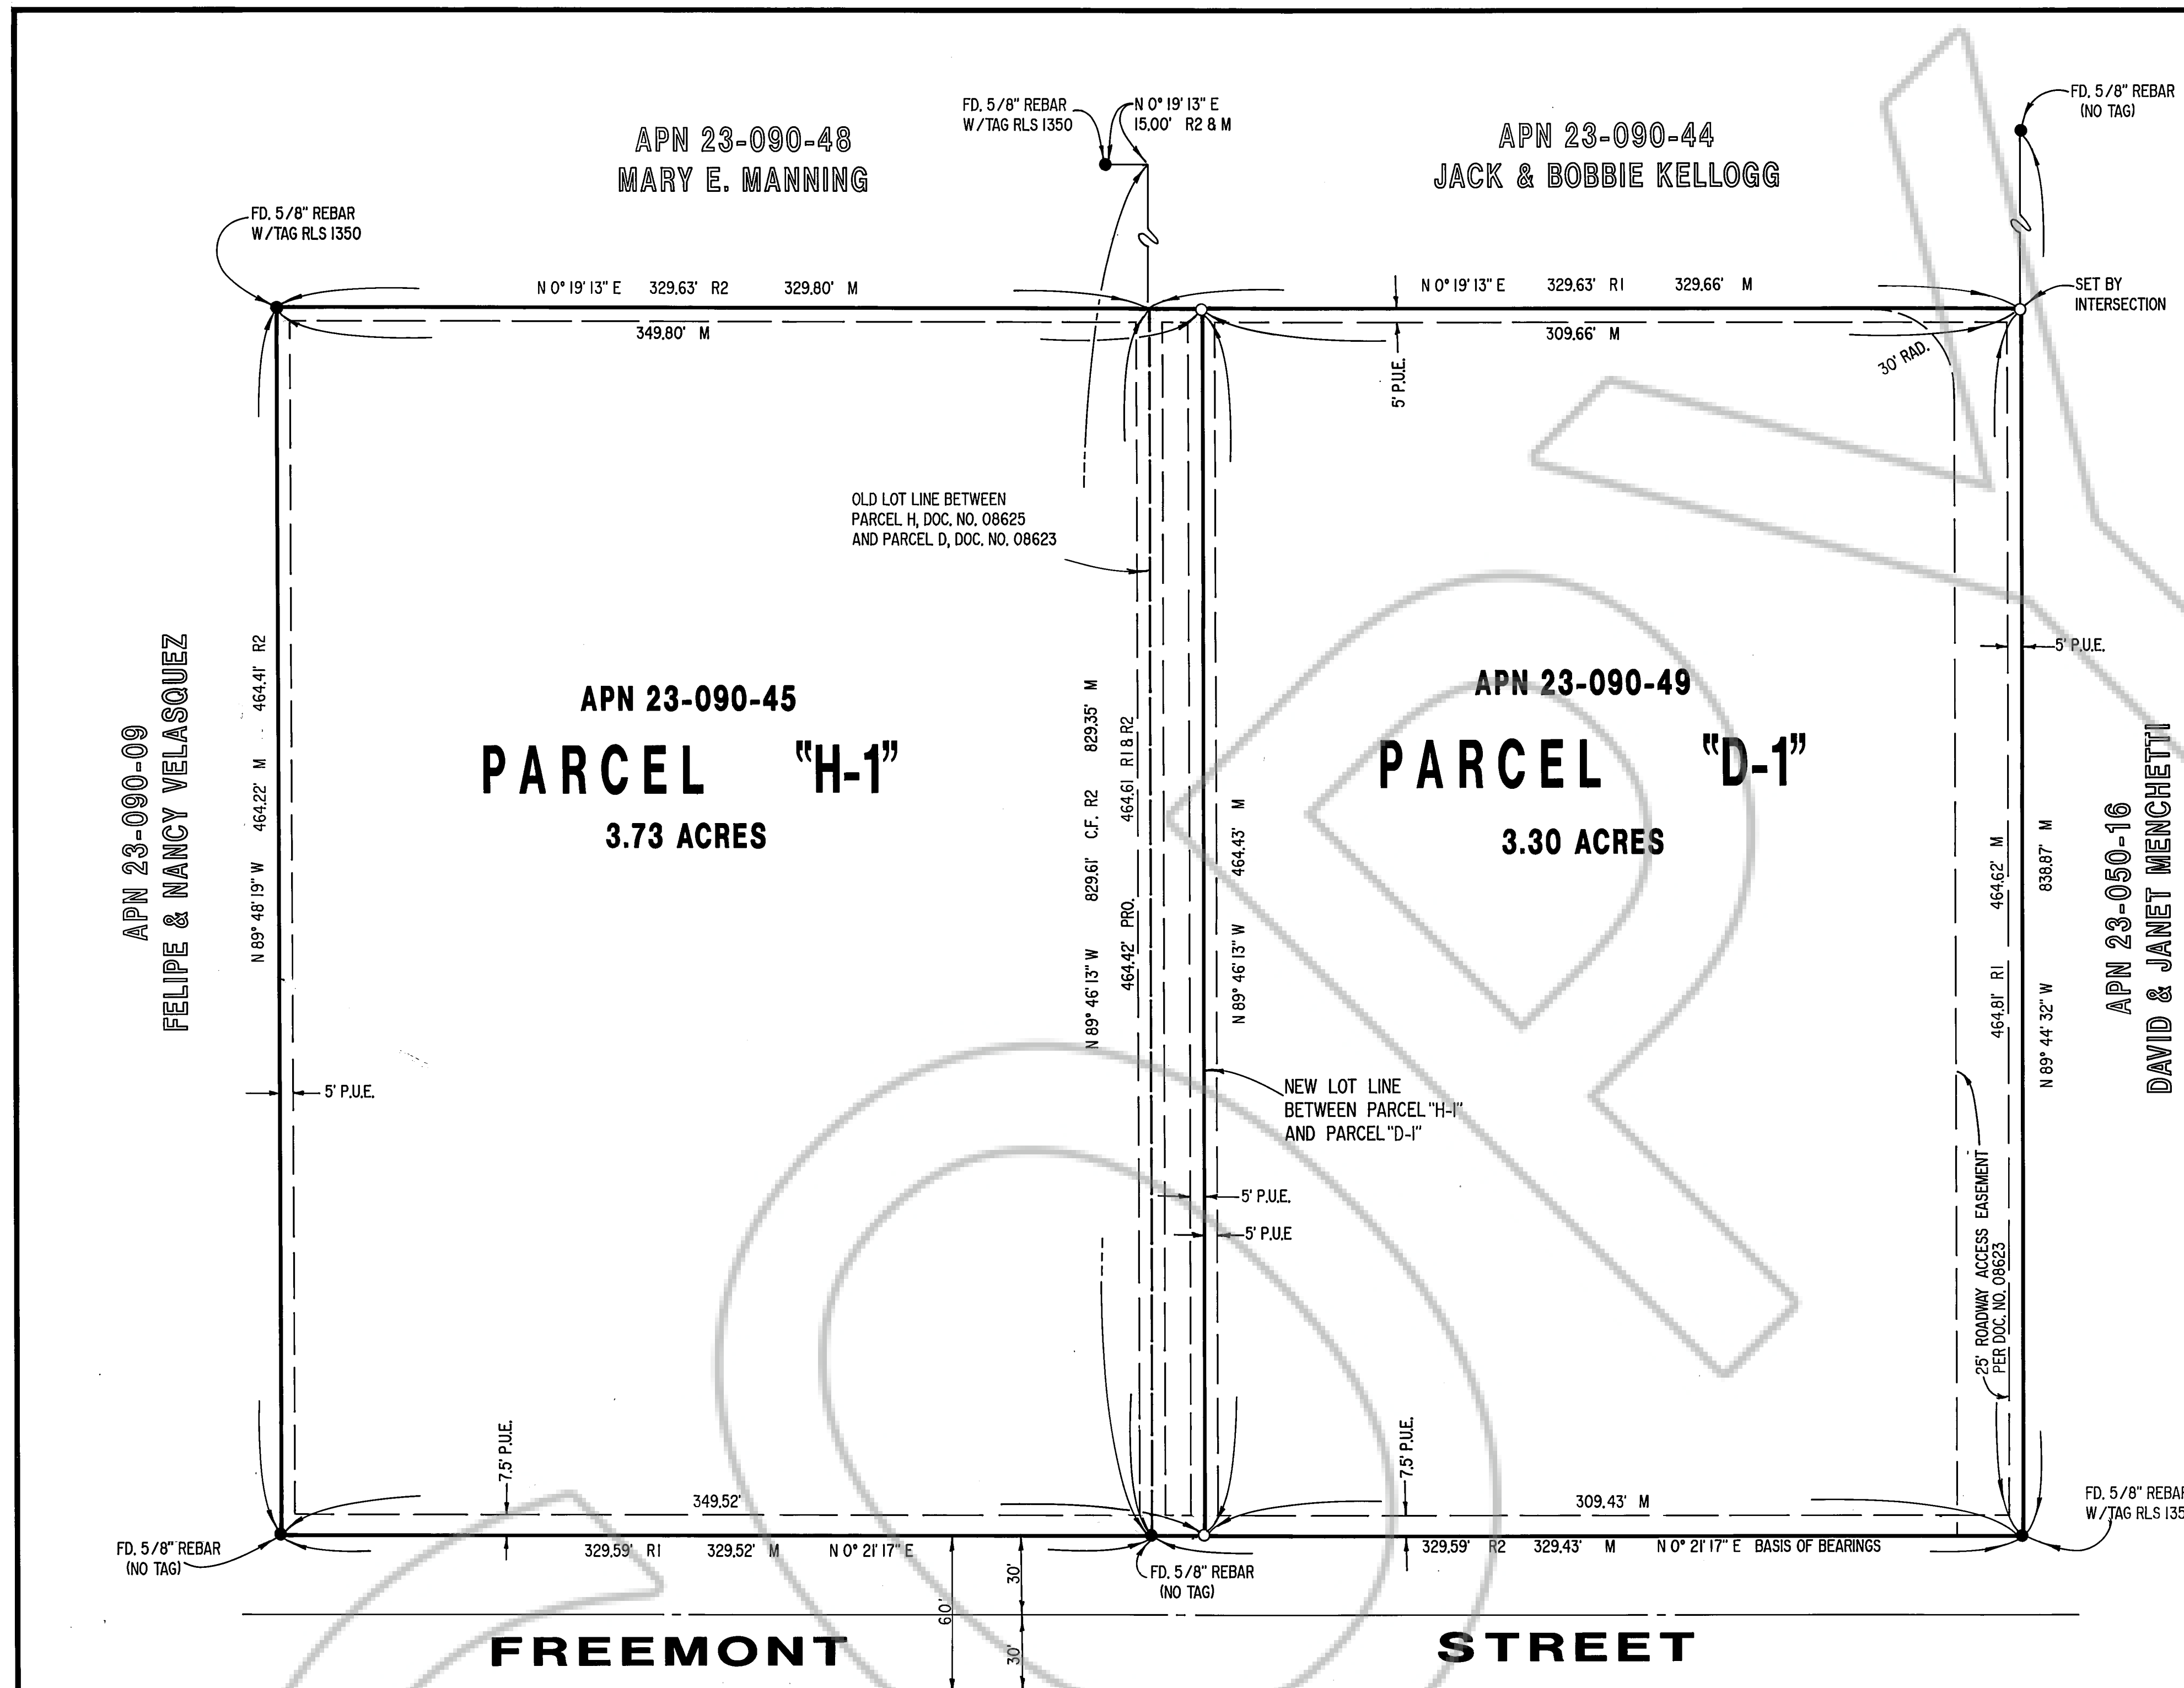 FD. 5/8" REBAR
W/TAG RLS 1350
N 0° 19' 13" E
15.00' R2 & M
FD. 5/8" REBAR
(NO TAG)
APN 23-090-48
MARY E. MANNING
APN 23-090-44
JACK & BOBBIE KELLOGG
FD. 5/8" REBAR
W/TAG RLS 1350
SET BY
INTERSECTION
N 0° 19' 13" E 329.63' R2 329.80' M
N 0° 19' 13" E 329.63' R1 329.66' M
349.80' M
309.66' M
30' RAD.
5' P.U.E.
OLD LOT LINE BETWEEN
PARCEL H, DOC. NO. 08625
AND PARCEL D, DOC. NO. 08623
5' P.U.E.
APN 23-090-09
FELIPE & NANCY VELASQUEZ
N 89° 48' 19" W 464.22' M - 464.41' R2
APN 23-090-45
PARCEL "H-1"
3.73 ACRES
N 89° 46' 13" W 829.61' C.F. R2 829.35' M
464.42' PRO. 464.61 R1 & R2
N 89° 46' 13" W 464.43' M
APN 23-090-49
PARCEL "D-1"
3.30 ACRES
464.81' R1 464.62' M
N 89° 44' 32" W 838.87' M
APN 23-050-16
DAVID & JANET MENCHETTI
5' P.U.E.
NEW LOT LINE
BETWEEN PARCEL "H-1"
AND PARCEL "D-1"
5' P.U.E.
5' P.U.E
25' ROADWAY ACCESS EASEMENT
PER DOC. NO. 08623
7.5' P.U.E.
7.5' P.U.E.
349.52'
309.43' M
FD. 5/8" REBAR
W/TAG RLS 135
FD. 5/8" REBAR
(NO TAG)
329.59' R1 329.52' M N 0° 21' 17" E
329.59' R2 329.43' M N 0° 21' 17" E BASIS OF BEARINGS
FD. 5/8" REBAR
(NO TAG)
30'
60'
30'
FREEMONT STREET
COPY